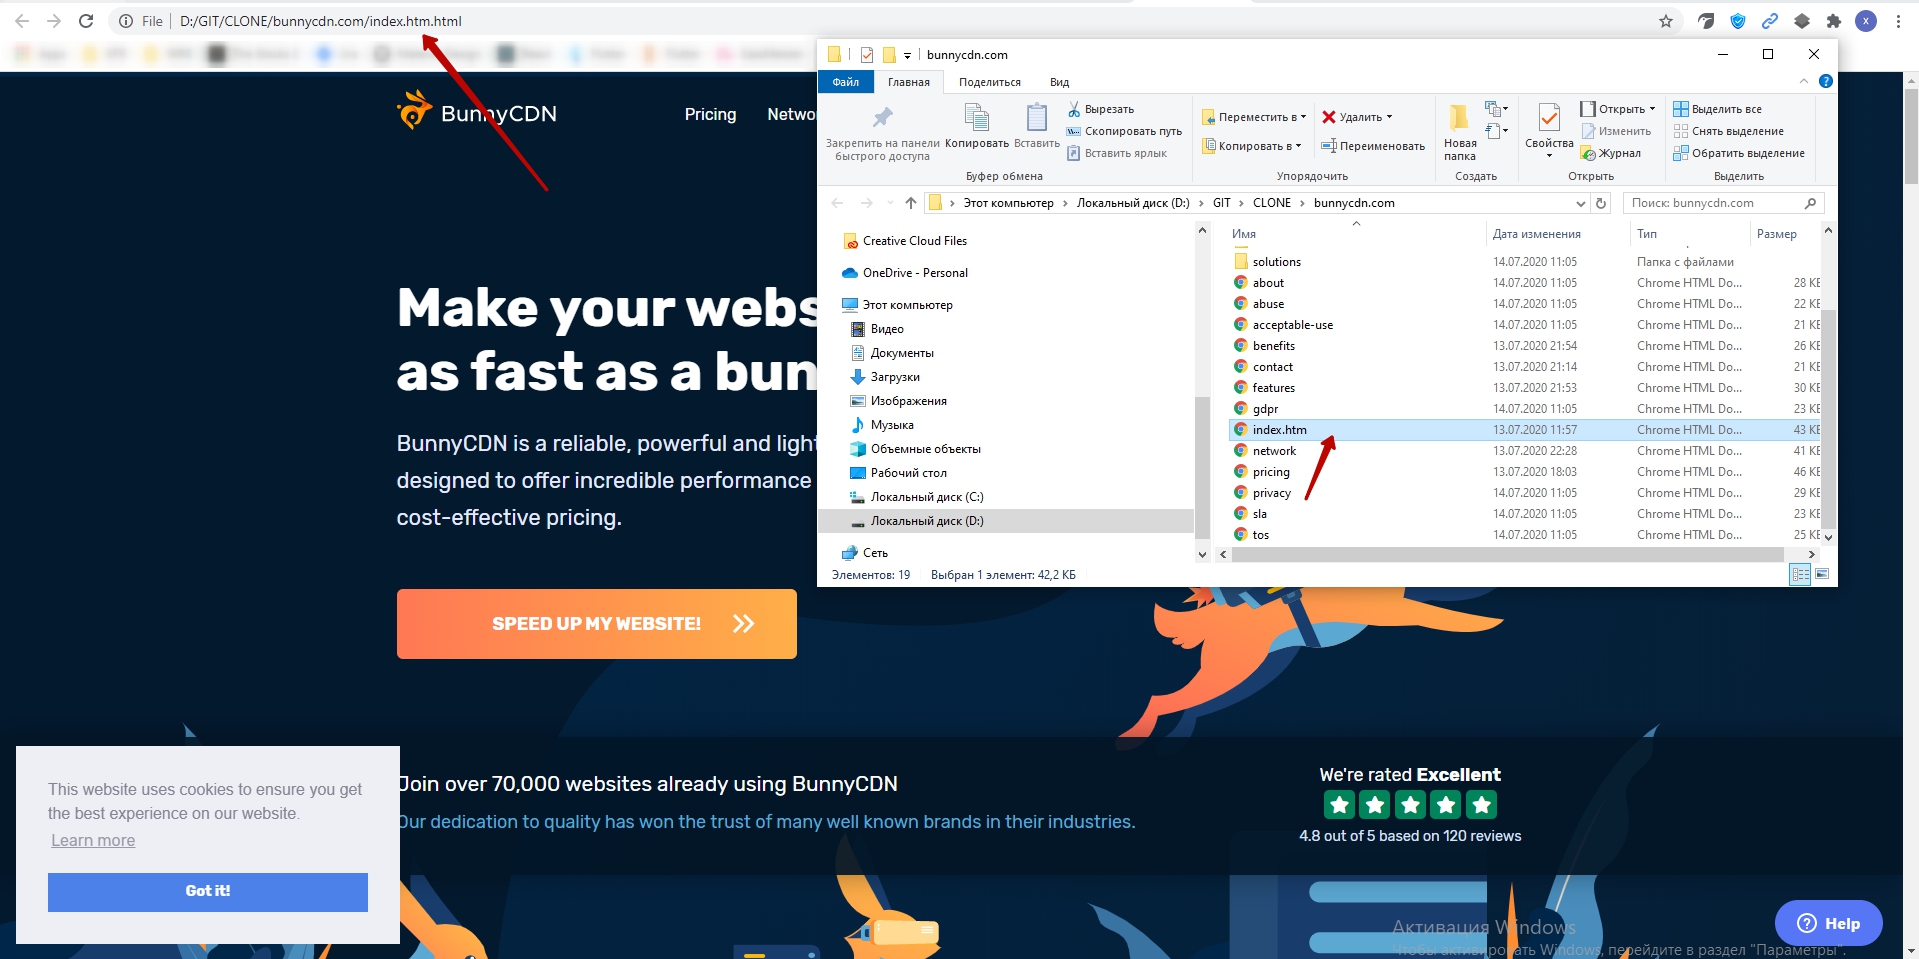 File
D:/GIT/CLONE/bunnycdn.com/index.htm.html
X
BunnyCDN
Pricing
Make your webs
as fast as a bun
BunnyCDN is a reliable, powerful and light
designed to offer incredible performance
cost-effective pricing.
SPEED UP MY WEBSITE!
bunnycdn.com
Файл
Главная
Поделиться
Вид
Закрепить на панели
быстрого доступа
Копировать
Вставить
Вырезать
Скопировать путь
Вставить ярлык
Буфер обмена
Переместить в
Копировать в
Удалить
Переименовать
Упорядочить
Новая
папка
Создать
Свойства
Открыть
Изменить
Журнал
Открыть
Выделить все
Снять выделение
Обратить выделение
Выделить
Этот компьютер
Локальный диск (D:)
GIT
CLONE
bunnycdn.com
Поиск: bunnycdn.com
Creative Cloud Files
OneDrive - Personal
Этот компьютер
Видео
Документы
Загрузки
Изображения
Музыка
Объемные объекты
Рабочий стол
Локальный диск (C:)
Локальный диск (D:)
Сеть
Имя Дата изменения Тип Размер
solutions 14.07.2020 11:05 Папка с файлами
about 14.07.2020 11:05 Chrome HTML Do... 28 КБ
abuse 14.07.2020 11:05 Chrome HTML Do... 22 КБ
acceptable-use 14.07.2020 11:05 Chrome HTML Do... 21 КБ
benefits 13.07.2020 21:54 Chrome HTML Do... 26 КБ
contact 13.07.2020 21:14 Chrome HTML Do... 21 КБ
features 13.07.2020 21:53 Chrome HTML Do... 30 КБ
gdpr 14.07.2020 11:05 Chrome HTML Do... 23 КБ
index.htm 13.07.2020 11:57 Chrome HTML Do... 43 КБ
network 13.07.2020 22:28 Chrome HTML Do... 41 КБ
pricing 13.07.2020 18:03 Chrome HTML Do... 46 КБ
privacy 14.07.2020 11:05 Chrome HTML Do... 29 КБ
sla 14.07.2020 11:05 Chrome HTML Do... 23 КБ
tos 14.07.2020 11:05 Chrome HTML Do... 25 КБ
Элементов: 19
Выбран 1 элемент: 42,2 КБ
Join over 70,000 websites already using BunnyCDN
Our dedication to quality has won the trust of many well known brands in their industries.
We're rated Excellent
4.8 out of 5 based on 120 reviews
This website uses cookies to ensure you get
the best experience on our website.
Learn more
Got it!
Активация Windows
Чтобы активировать Windows, перейдите в раздел "Параметры".
Help